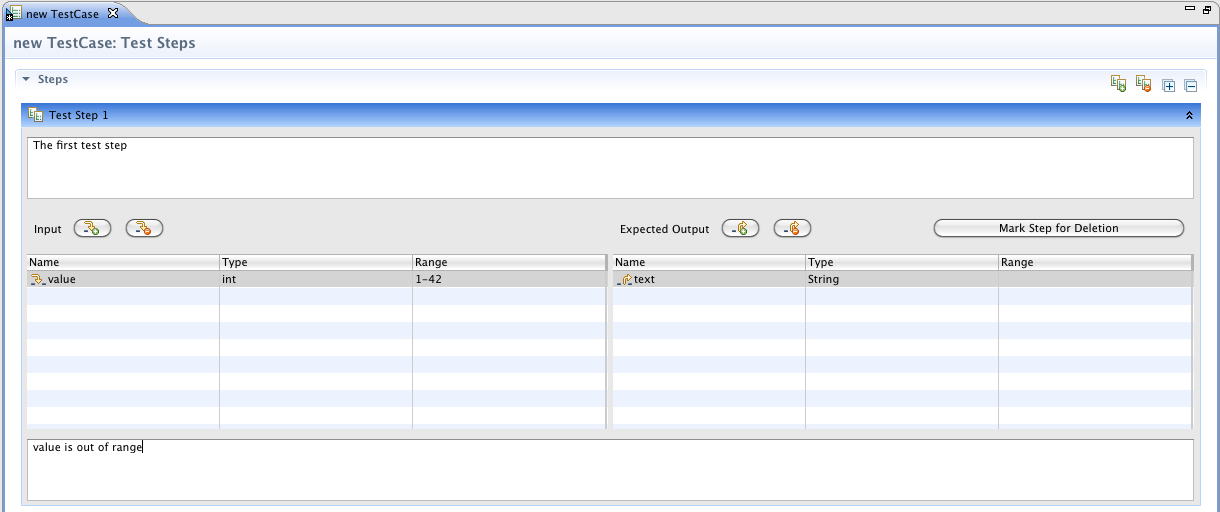 new TestCase
new TestCase: Test Steps
Steps
Test Step 1
The first test step
Input
Expected Output
Mark Step for Deletion
Name Type Range Name Type Range
value int 1-42 text String
value is out of range